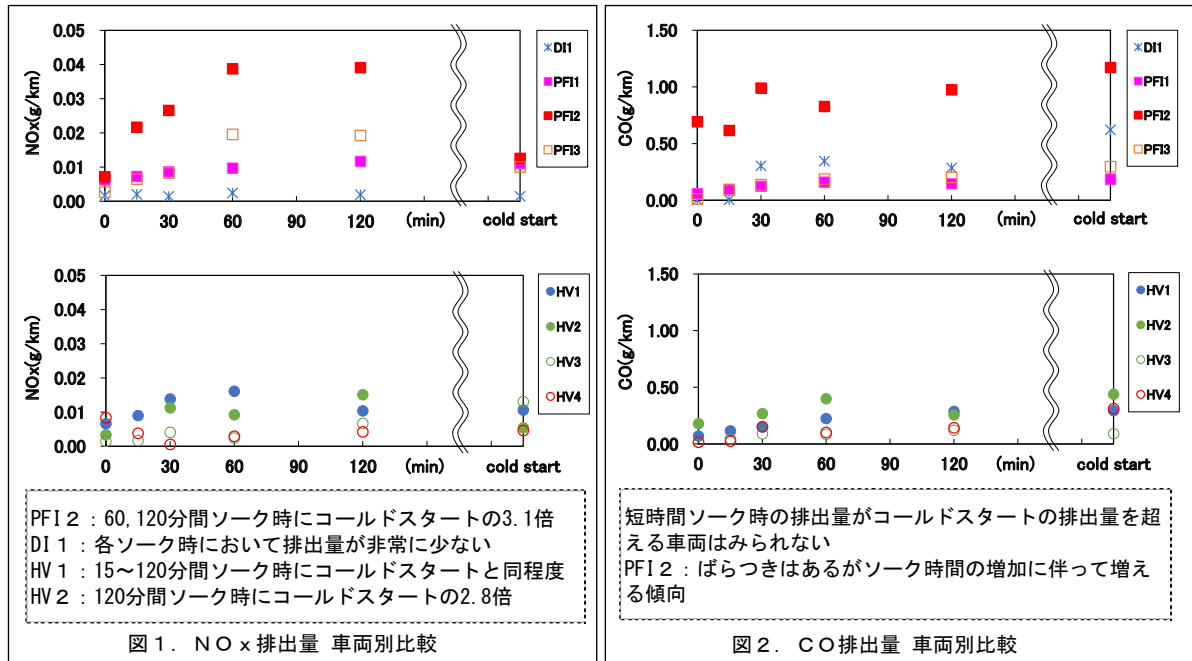 0.05
0.04
0.03
0.02
0.01
0.00
NOx(g/km)
0 30 60 90 120 (min) cold start
DI1
PFI1
PFI2
PFI3
0.05
0.04
0.03
0.02
0.01
0.00
NOx(g/km)
0 30 60 90 120 (min) cold start
HV1
HV2
HV3
HV4
PFI2：60,120分間ソーク時にコールドスタートの3.1倍
DI1：各ソーク時において排出量が非常に少ない
HV1：15～120分間ソーク時にコールドスタートと同程度
HV2：120分間ソーク時にコールドスタートの2.8倍
図１．ＮＯｘ排出量 車両別比較
1.50
1.00
0.50
0.00
CO(g/km)
0 30 60 90 120 (min) cold start
DI1
PFI1
PFI2
PFI3
1.50
1.00
0.50
0.00
CO(g/km)
0 30 60 90 120 (min) cold start
HV1
HV2
HV3
HV4
短時間ソーク時の排出量がコールドスタートの排出量を超
える車両はみられない
PFI2：ばらつきはあるがソーク時間の増加に伴って増え
る傾向
図２．ＣＯ排出量 車両別比較